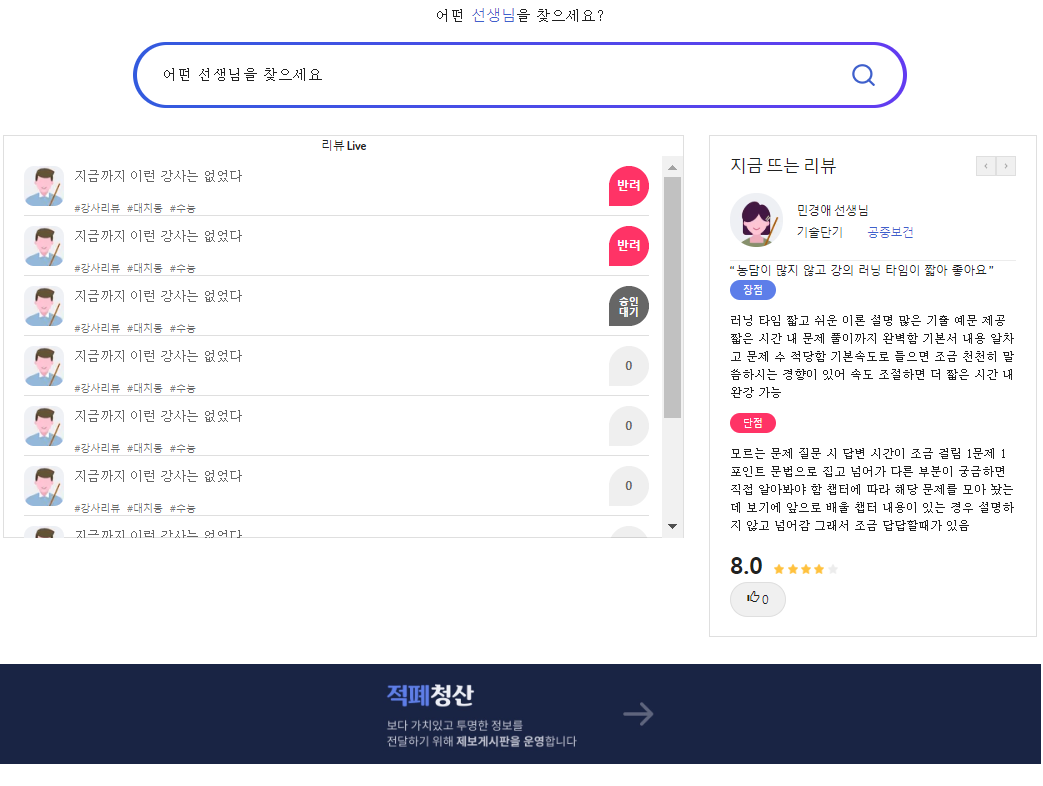 어떤 선생님을 찾으세요?
어떤 선생님을 찾으세요
리뷰 Live
지금까지 이런 강사는 없었다
반려
#강사리뷰 #대치동 #수능
지금까지 이런 강사는 없었다
반려
#강사리뷰 #대치동 #수능
지금까지 이런 강사는 없었다
승인
대기
#강사리뷰 #대치동 #수능
지금까지 이런 강사는 없었다
0
#강사리뷰 #대치동 #수능
지금까지 이런 강사는 없었다
0
#강사리뷰 #대치동 #수능
지금까지 이런 강사는 없었다
0
#강사리뷰 #대치동 #수능
지금까지 이런 강사는 없었다
지금 뜨는 리뷰
민경애 선생님
기술단기 공중보건
“농담이 많지 않고 강의 러닝 타임이 짧아 좋아요”
장점
러닝 타임 짧고 쉬운 이론 설명 많은 기출 예문 제공
짧은 시간 내 문제 풀이까지 완벽함 기본서 내용 알차
고 문제 수 적당함 기본속도로 들으면 조금 천천히 말
씀하시는 경향이 있어 속도 조절하면 더 짧은 시간 내
완강 가능
단점
모르는 문제 질문 시 답변 시간이 조금 걸림 1문제 1
포인트 문법으로 집고 넘어가 다른 부분이 궁금하면
직접 알아봐야 함 챕터에 따라 해당 문제를 모아 놨는
데 보기에 앞으로 배울 챕터 내용이 있는 경우 설명하
지 않고 넘어감 그래서 조금 답답할때가 있음
8.0
0
적폐청산
보다 가치있고 투명한 정보를
전달하기 위해 제보게시판을 운영합니다